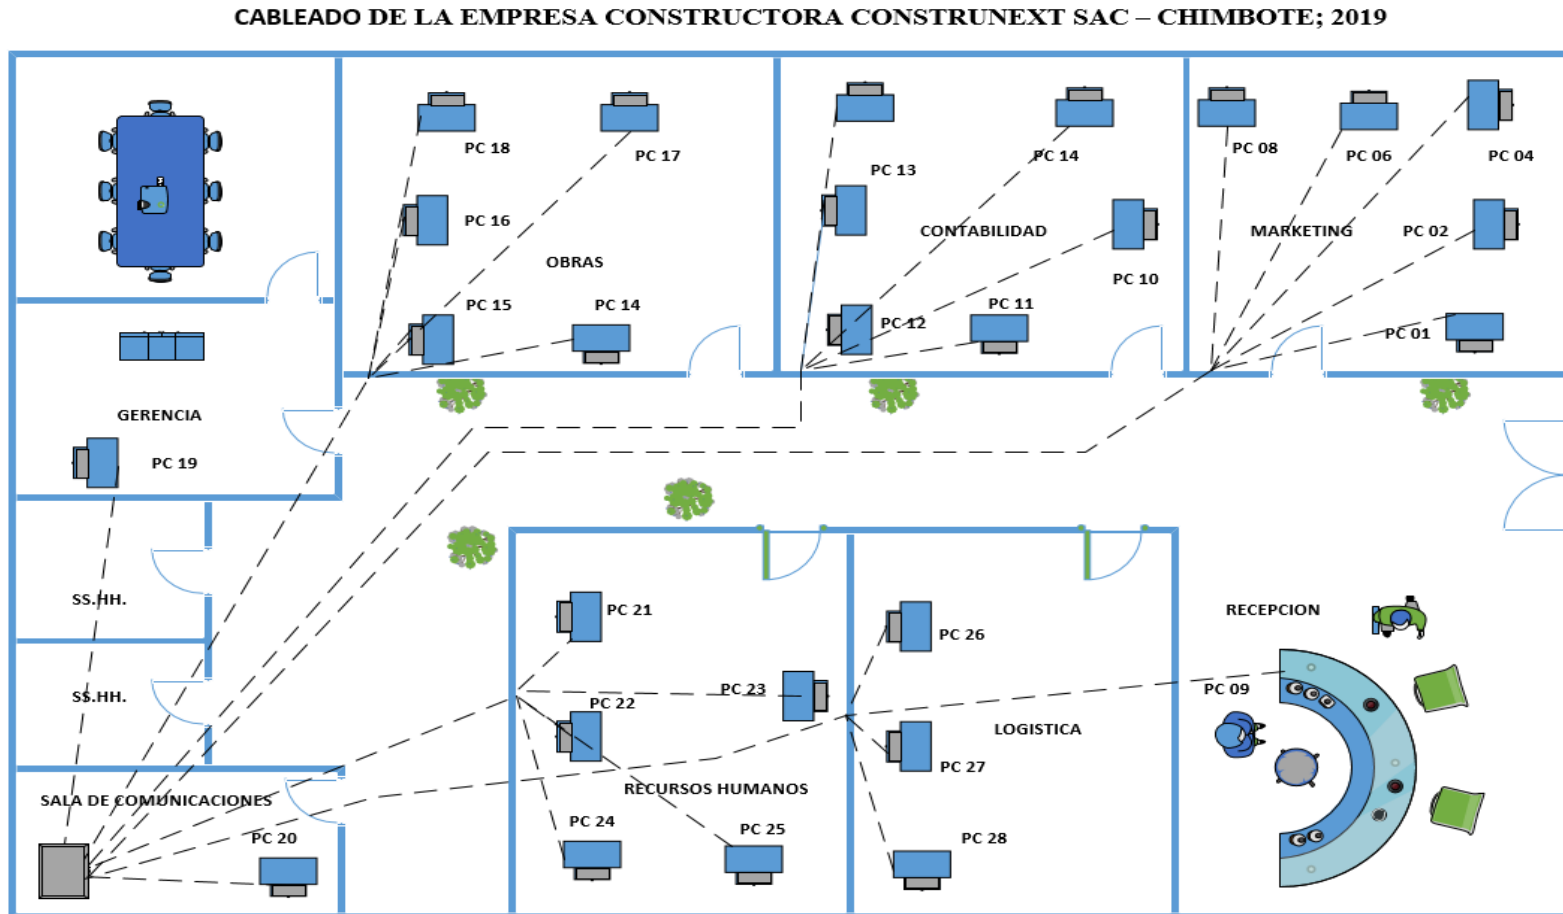 CABLEADO DE LA EMPRESA CONSTRUCTORA CONSTRUNEXT SAC – CHIMBOTE; 2019
PC 18
PC 17
PC 16
OBRAS
PC 15
PC 14
PC 13
PC 14
CONTABILIDAD
PC 10
PC 12
PC 11
PC 08
PC 06
PC 04
MARKETING
PC 02
PC 01
GERENCIA
PC 19
SS.HH.
SS.HH.
SALA DE COMUNICACIONES
PC 20
PC 21
PC 23
PC 22
RECURSOS HUMANOS
PC 24
PC 25
PC 26
LOGISTICA
PC 27
PC 28
RECEPCION
PC 09